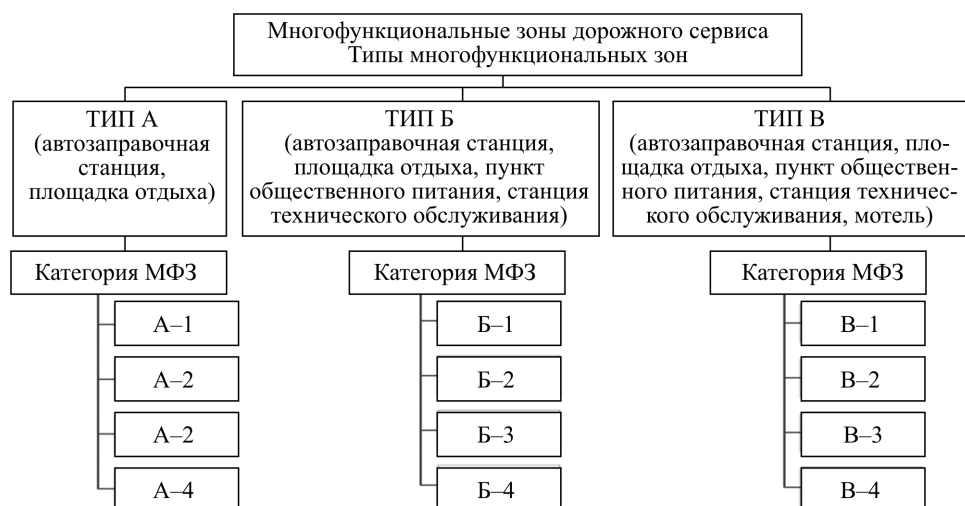 Многофункциональные зоны дорожного сервиса
Типы многофункциональных зон
ТИП А
(автозаправочная
станция,
площадка отдыха)
ТИП Б
(автозаправочная станция,
площадка отдыха, пункт
общественного питания, станция
технического обслуживания)
ТИП В
(автозаправочная станция, пло-
щадка отдыха, пункт обществен-
ного питания, станция техничес-
кого обслуживания, мотель)
Категория МФЗ
А–1
А–2
А–2
А–4
Категория МФЗ
Б–1
Б–2
Б–3
Б–4
Категория МФЗ
В–1
В–2
В–3
В–4